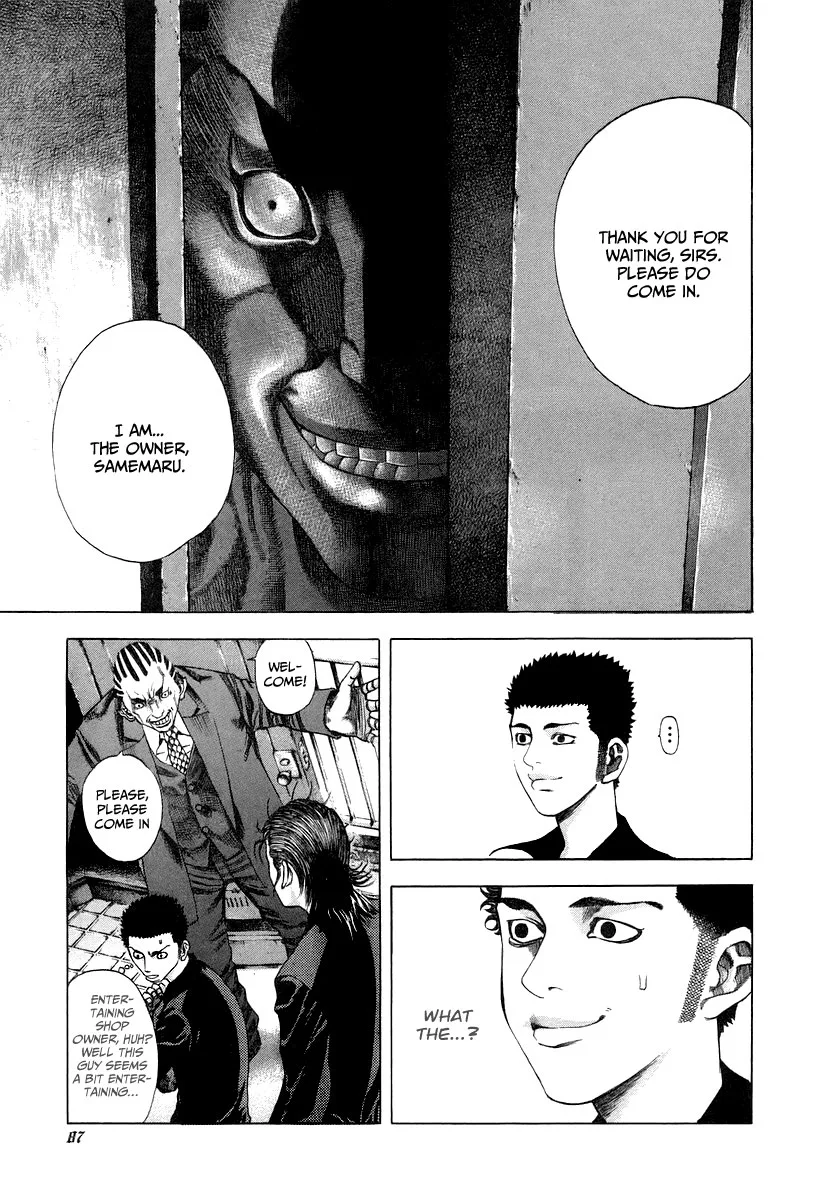 THANK YOU FOR
WAITING, SIRS.
PLEASE DO
COME IN.
I AM...
THE OWNER,
SAMEMARU.
...
WHAT
THE...?
WEL-
COME!
PLEASE,
PLEASE
COME IN
ENTER-
TAINING
SHOP
OWNER, HUH?
WELL THIS
GUY SEEMS
A BIT ENTER-
TAINING...
87